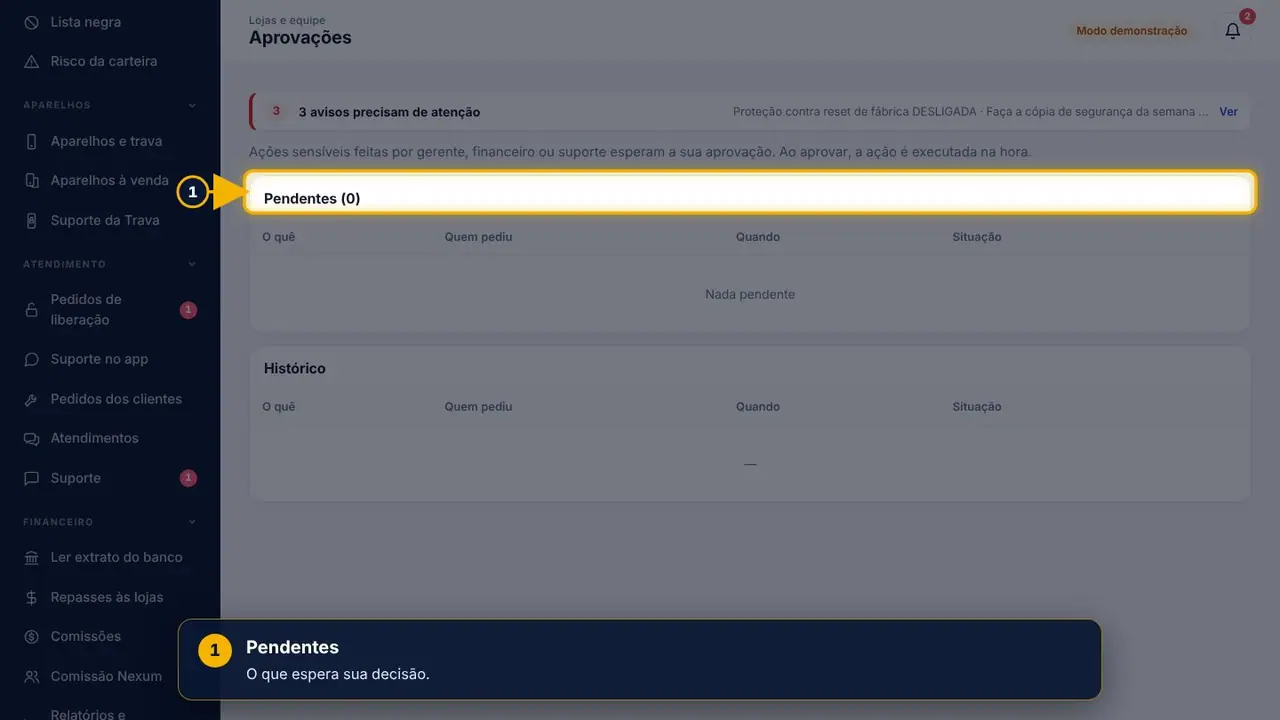 Lista negra
Risco da carteira
APARELHOS
Aparelhos e trava
Aparelhos à venda
Suporte da Trava
ATENDIMENTO
Pedidos de
liberação
1
Suporte no app
Pedidos dos clientes
Atendimentos
Suporte
1
FINANCEIRO
Ler extrato do banco
Repasses às lojas
Comissões
Comissão Nexum
Relatórios e
Lojas e equipe
Aprovações
Modo demonstração
2
3
3 avisos precisam de atenção
Proteção contra reset de fábrica DESLIGADA · Faça a cópia de segurança da semana ...
Ver
Ações sensíveis feitas por gerente, financeiro ou suporte esperam a sua aprovação. Ao aprovar, a ação é executada na hora.
1
Pendentes (0)
O quê Quem pediu Quando Situação
Nada pendente
Histórico
O quê Quem pediu Quando Situação
—
1
Pendentes
O que espera sua decisão.